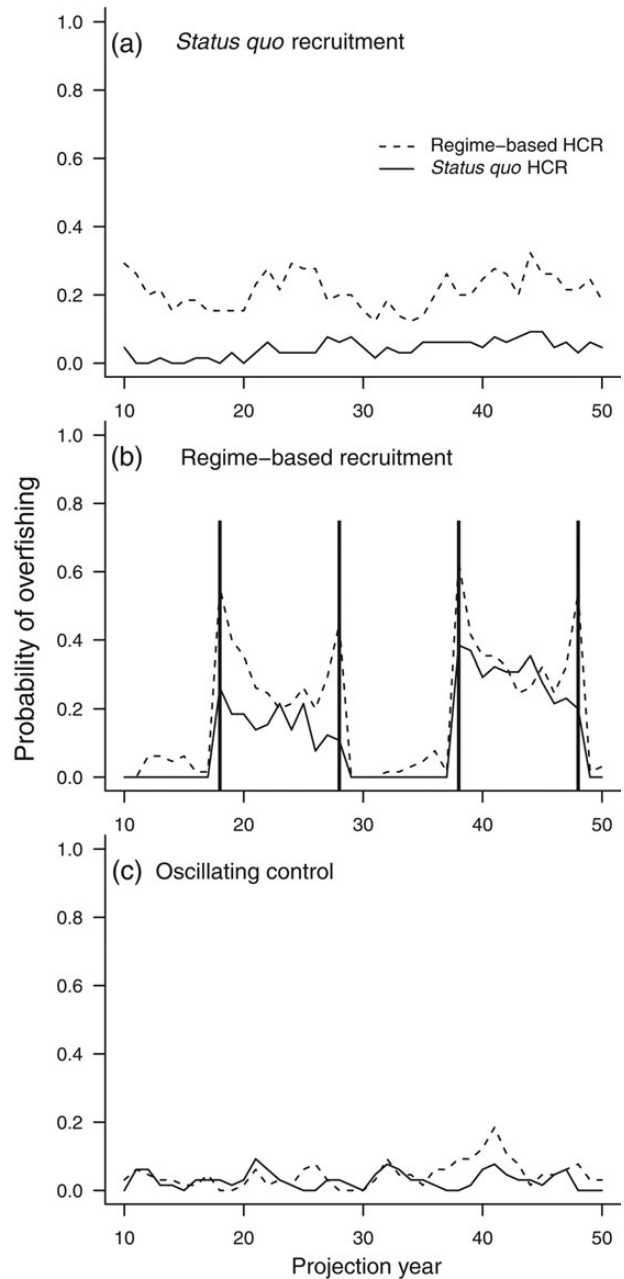 (a) Status quo recruitment
Regime−based HCR
Status quo HCR
1.0
0.8
0.6
0.4
0.2
0.0
10 20 30 40 50
Probability of overfishing
(b) Regime−based recruitment
1.0
0.8
0.6
0.4
0.2
0.0
10 20 30 40 50
(c) Oscillating control
1.0
0.8
0.6
0.4
0.2
0.0
10 20 30 40 50
Projection year